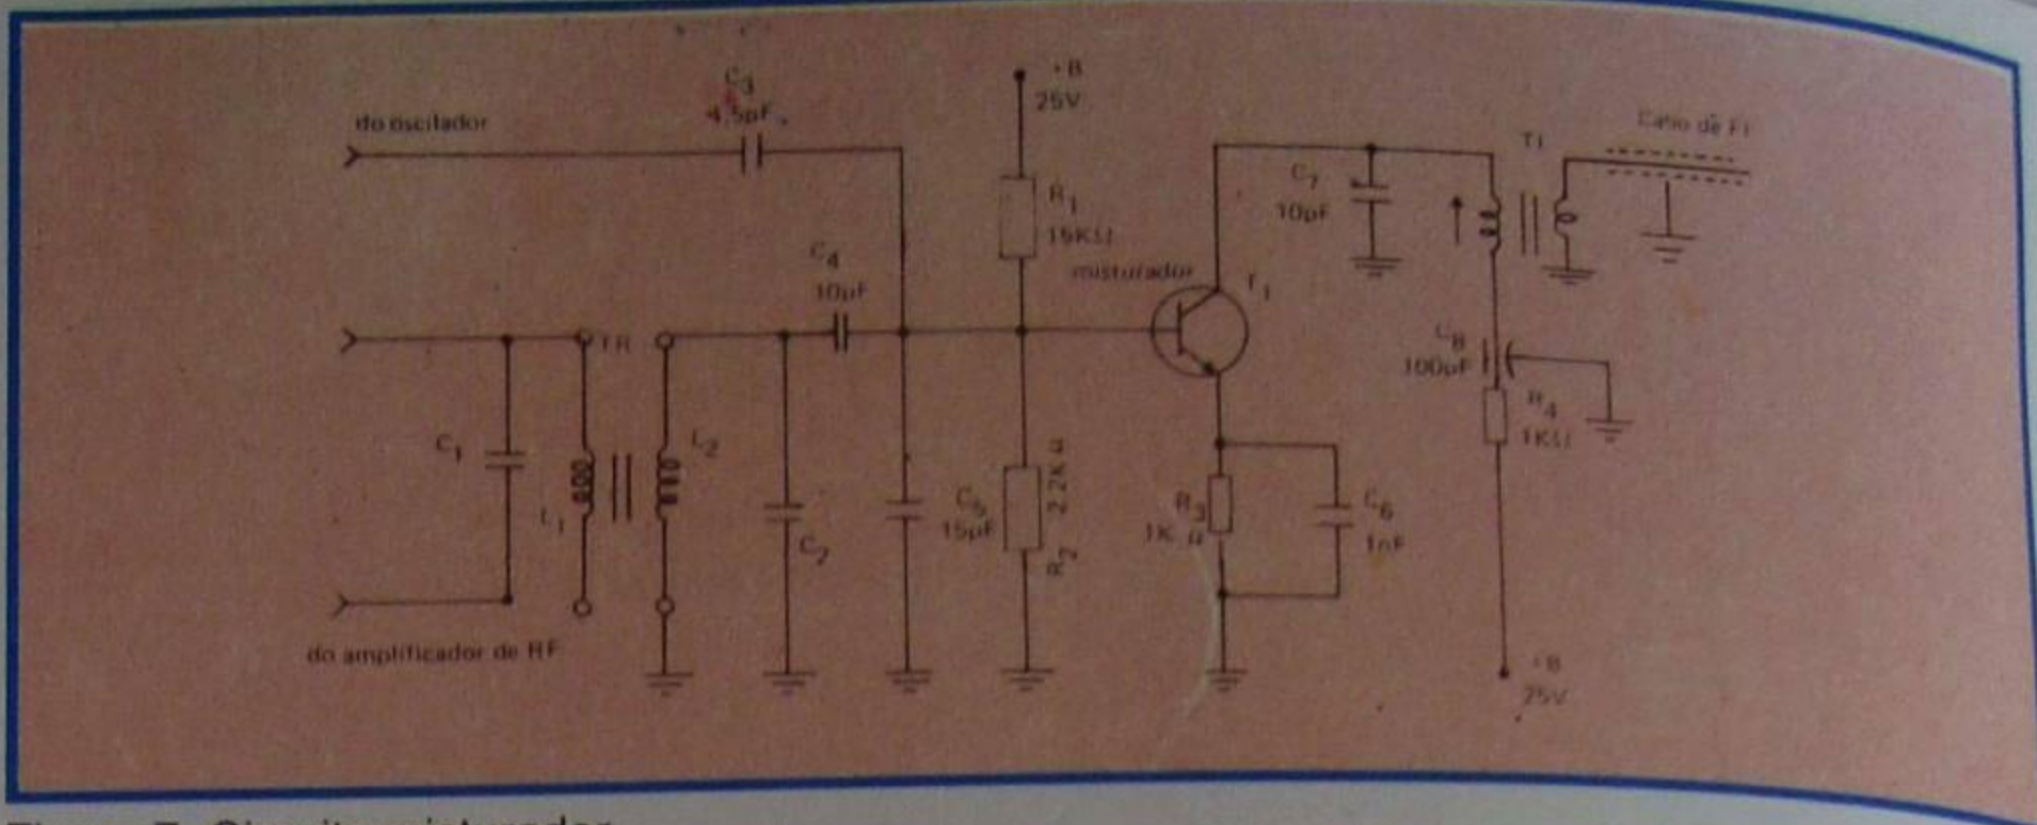 C3
4,5pF
do oscilador
+B
25V
R1
15KΩ
C4
10pF
misturador
T1
C7
10pF
T1
Cabo de FI
TR
C1
L1
L2
C2
C5
15pF
2.2KΩ
R2
R3
1KΩ
C6
1nF
C8
100pF
R4
1KΩ
do amplificador de RF
+B
25V
Circuito misturador